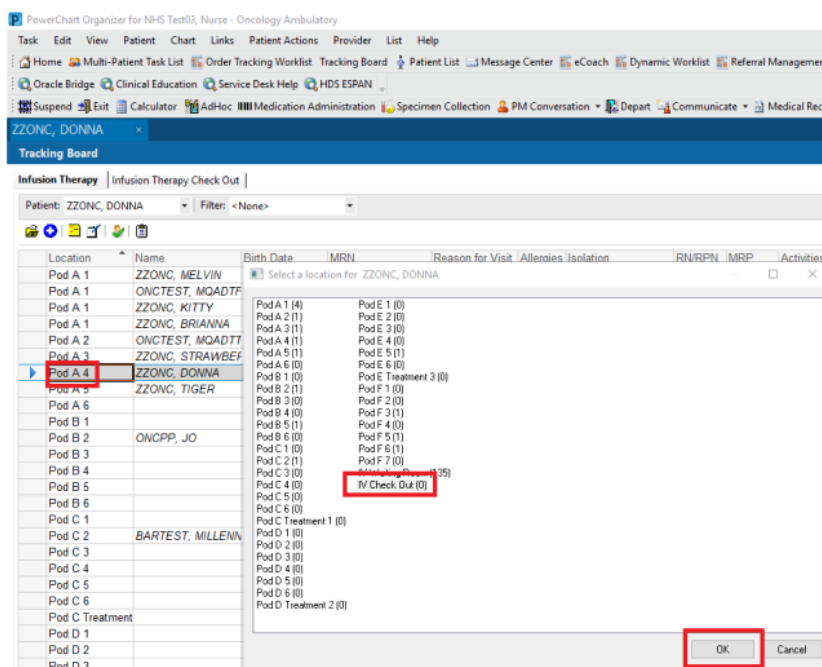 PowerChart Organizer for NHS Test03, Nurse - Oncology Ambulatory
Task Edit View Patient Chart Links Patient Actions Provider List Help
Home Multi-Patient Task List Order Tracking Worklist Tracking Board Patient List Message Center eCoach Dynamic Worklist Referral Managemen
Oracle Bridge Clinical Education Service Desk Help HDS ESPAN
Suspend Exit Calculator AdHoc Medication Administration Specimen Collection PM Conversation Depart Communicate Medical Rec
ZZONC, DONNA ×
Tracking Board
Infusion Therapy Infusion Therapy Check Out
Patient: ZZONC, DONNA Filter: <None>
Location Name Birth Date MRN Reason for Visit Allergies Isolation RN/RPN MRP Activities
Pod A 1 ZZONC, MELVIN
Pod A 1 ONCTEST, MQADTF
Pod A 1 ZZONC, KITTY
Pod A 1 ZZONC, BRIANNA
Pod A 2 ONCTEST, MQADTT
Pod A 3 ZZONC, STRAWBEF
Pod A 4 ZZONC, DONNA
Pod A 5 ZZONC, TIGER
Pod A 6
Pod B 1
Pod B 2 ONCPP, JO
Pod B 3
Pod B 4
Pod B 5
Pod B 6
Pod C 1
Pod C 2 BARTEST, MILLENN
Pod C 3
Pod C 4
Pod C 5
Pod C 6
Pod C Treatment
Pod D 1
Pod D 2
Pod D 3
Select a location for ZZONC, DONNA
Pod A 1 (4)
Pod A 2 (1)
Pod A 3 (1)
Pod A 4 (1)
Pod A 5 (1)
Pod A 6 (0)
Pod B 1 (0)
Pod B 2 (1)
Pod B 3 (0)
Pod B 4 (0)
Pod B 5 (1)
Pod B 6 (0)
Pod C 1 (0)
Pod C 2 (1)
Pod C 3 (0)
Pod C 4 (0)
Pod C 5 (0)
Pod C 6 (0)
Pod C Treatment 1 (0)
Pod D 1 (0)
Pod D 2 (0)
Pod D 3 (0)
Pod D 4 (0)
Pod D 5 (0)
Pod D 6 (0)
Pod D Treatment 2 (0)
Pod E 1 (0)
Pod E 2 (0)
Pod E 3 (0)
Pod E 4 (0)
Pod E 5 (1)
Pod E 6 (0)
Pod E Treatment 3 (0)
Pod F 1 (0)
Pod F 2 (0)
Pod F 3 (1)
Pod F 4 (0)
Pod F 5 (1)
Pod F 6 (1)
Pod F 7 (0)
IV Waiting Room
IV Check Out (0)
OK Cancel